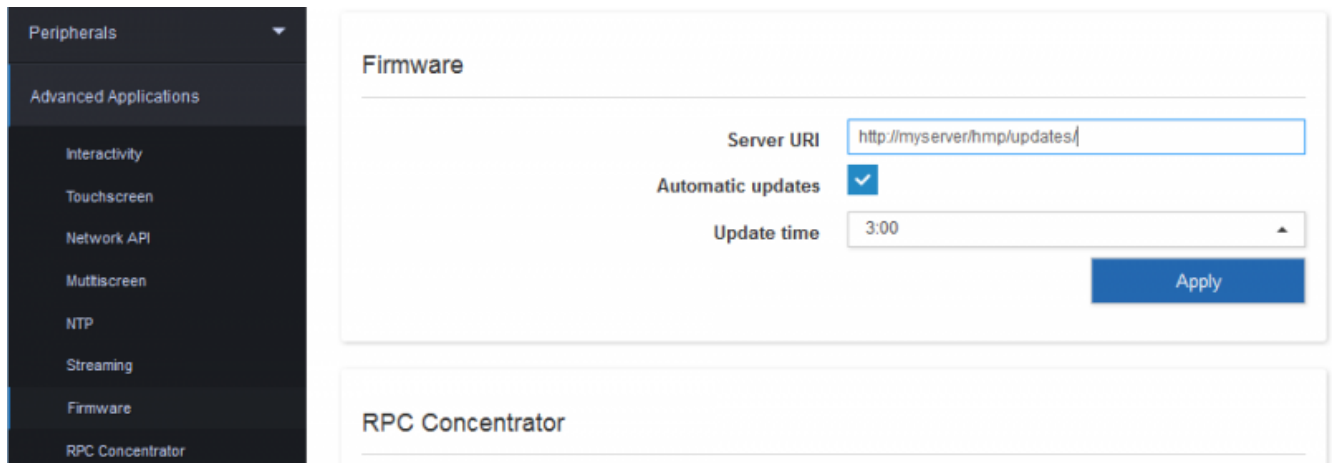 Peripherals
Advanced Applications
Interactivity
Touchscreen
Network API
Muttiscreen
NTP
Streaming
Firmware
RPC Concentrator
Firmware
Server URI
http://myserver/hmp/updates/
Automatic updates
Update time
3:00
Apply
RPC Concentrator